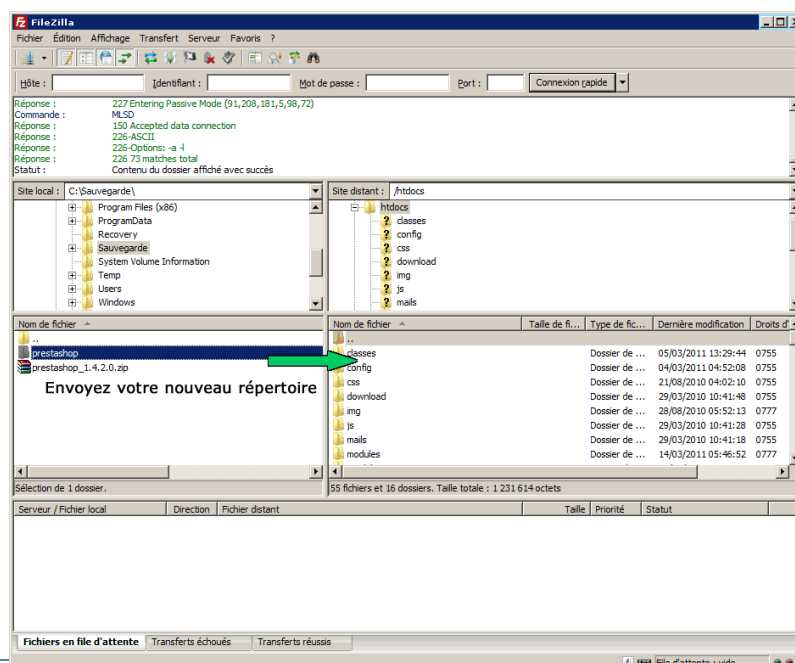 FileZilla
Fichier Édition Affichage Transfert Serveur Favoris ?
Hôte : Identifiant : Mot de passe : Port : Connexion rapide
Réponse : 227 Entering Passive Mode (91,208,181,5,98,72)
Commande : MLSD
Réponse : 150 Accepted data connection
Réponse : 226-ASCII
Réponse : 226-Options: -a -l
Réponse : 226 73 matches total
Statut : Contenu du dossier affiché avec succès
Site local : C:\Sauvegarde\
Program Files (x86)
ProgramData
Recovery
Sauvegarde
System Volume Information
Temp
Users
Windows
Site distant : /htdocs
htdocs
classes
config
css
download
img
js
mails
Nom de fichier
..
prestashop
prestashop_1.4.2.0.zip
Envoyez votre nouveau répertoire
Sélection de 1 dossier.
Nom de fichier Taille de fi... Type de fic... Dernière modification Droits d'
..
classes Dossier de ... 05/03/2011 13:29:44 0755
config Dossier de ... 04/03/2011 04:52:08 0755
css Dossier de ... 21/08/2010 04:02:10 0755
download Dossier de ... 29/03/2010 10:41:48 0755
img Dossier de ... 28/08/2010 05:52:13 0777
js Dossier de ... 29/03/2010 10:41:28 0755
mails Dossier de ... 29/03/2010 10:41:18 0755
modules Dossier de ... 14/03/2011 05:46:52 0777
55 fichiers et 16 dossiers. Taille totale : 1 231 614 octets
Serveur / Fichier local Direction Fichier distant Taille Priorité Statut
Fichiers en file d'attente Transferts échoués Transferts réussis
File d'attente : vide